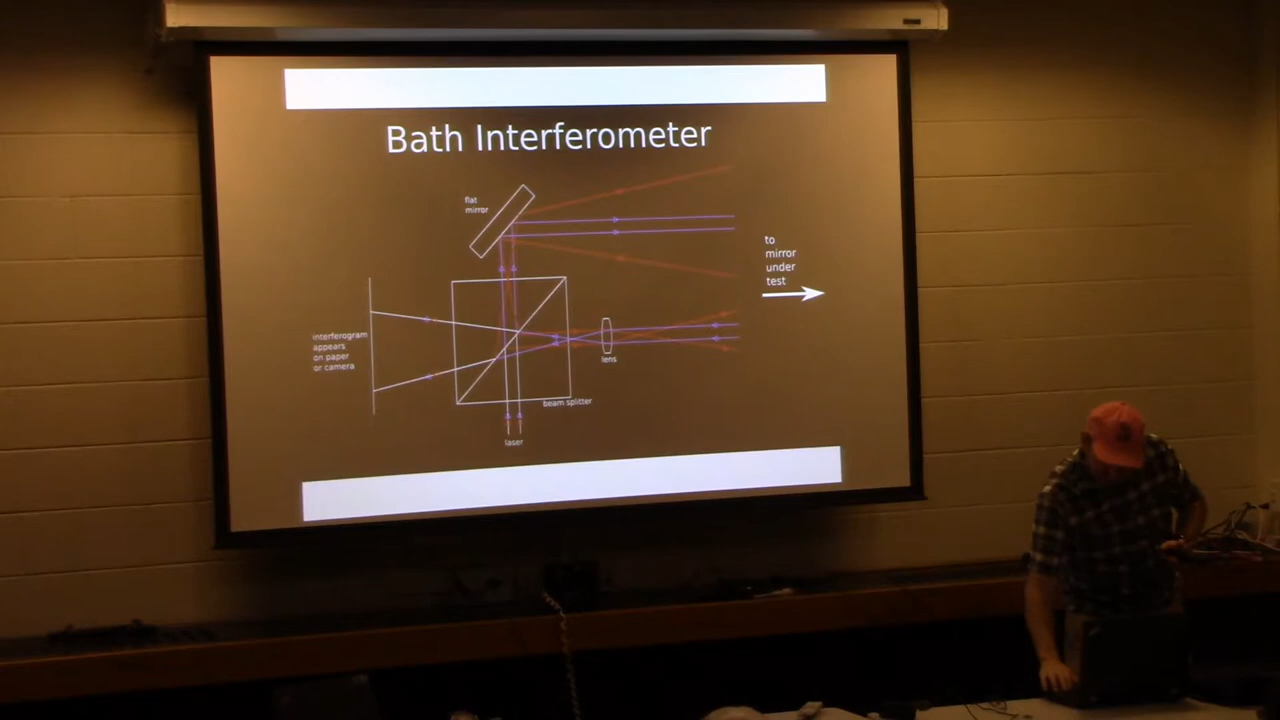 Bath Interferometer
flat
mirror
to
mirror
under
test
interferogram
appears
on paper
or camera
lens
beam splitter
laser